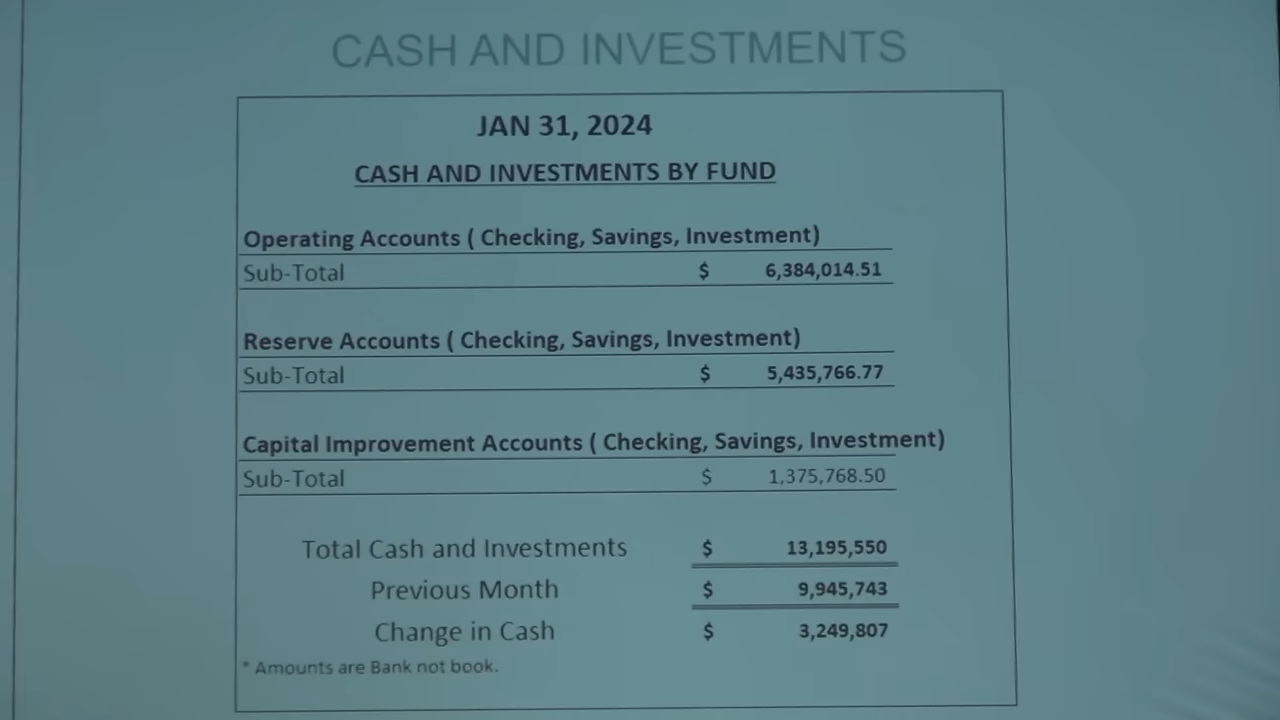 CASH AND INVESTMENTS
JAN 31, 2024
CASH AND INVESTMENTS BY FUND
Operating Accounts ( Checking, Savings, Investment)
Sub-Total $ 6,384,014.51
Reserve Accounts ( Checking, Savings, Investment)
Sub-Total $ 5,435,766.77
Capital Improvement Accounts ( Checking, Savings, Investment)
Sub-Total $ 1,375,768.50
Total Cash and Investments $ 13,195,550
Previous Month $ 9,945,743
Change in Cash $ 3,249,807
* Amounts are Bank not book.